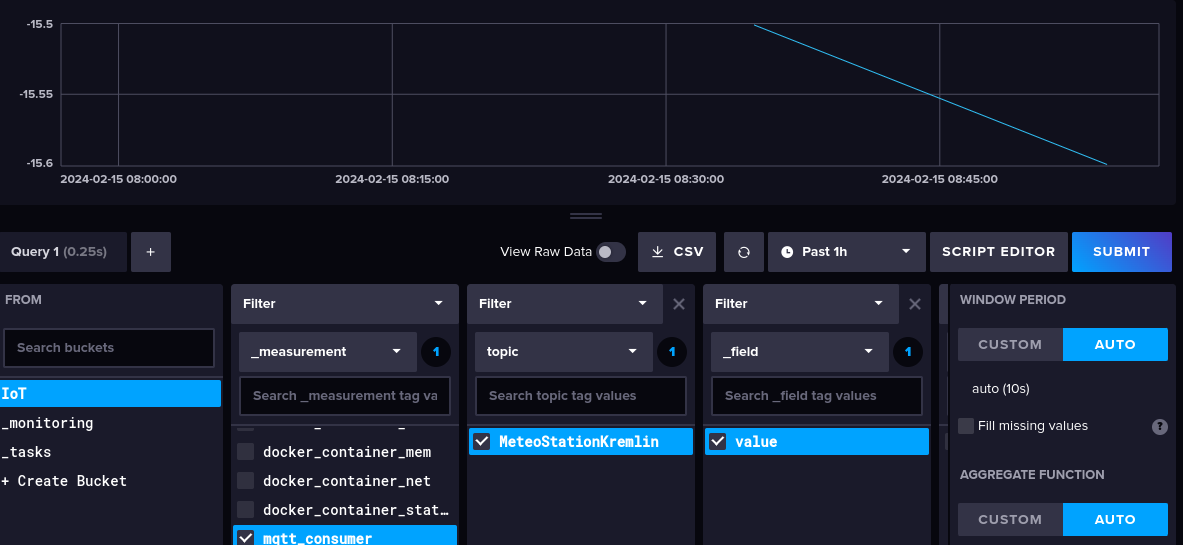 -15.5
-15.55
-15.6
2024-02-15 08:00:00 2024-02-15 08:15:00 2024-02-15 08:30:00 2024-02-15 08:45:00
Query 1 (0.25s) + View Raw Data CSV Past 1h SCRIPT EDITOR SUBMIT
FROM Filter Filter Filter WINDOW PERIOD
Search buckets _measurement 1 topic 1 _field 1 CUSTOM AUTO
IoT Search _measurement tag va Search topic tag values Search _field tag values auto (10s)
_monitoring MeteoStationKremlin value Fill missing values ?
_tasks docker_container_mem
+ Create Bucket docker_container_net AGGREGATE FUNCTION
docker_container_stat… CUSTOM AUTO
mqtt_consumer